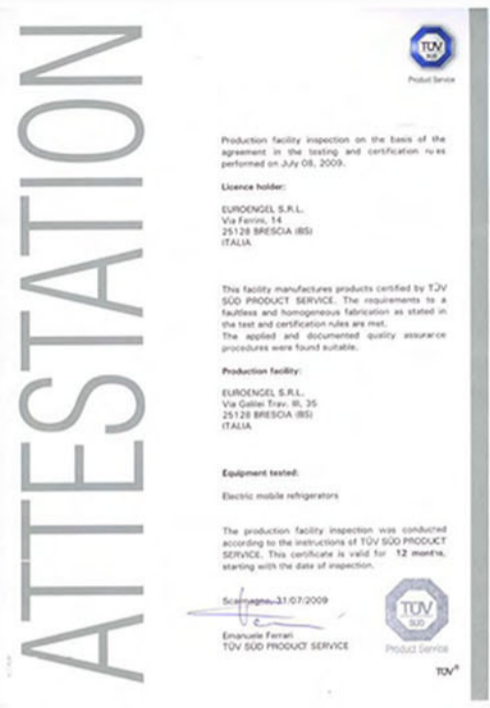 ATTESTATION
TÜV
SÜD
Product Service
Production facility inspection on the basis of the
agreement in the testing and certification rules
performed on July 08, 2009.
Licence holder:
EUROENGEL S.R.L.
Via Ferrini, 14
25128 BRESCIA (BS)
ITALIA
This facility manufactures products certified by TÜV
SÜD PRODUCT SERVICE. The requirements to a
faultless and homogeneous fabrication as stated in
the test and certification rules are met.
The applied and documented quality assurance
procedures were found suitable.
Production facility:
EUROENGEL S.R.L.
Via Galilei Trav. III, 35
25128 BRESCIA (BS)
ITALIA
Equipment tested:
Electric mobile refrigerators
The production facility inspection was conducted
according to the instructions of TÜV SÜD PRODUCT
SERVICE. This certificate is valid for 12 months,
starting with the date of inspection.
Scarmagno, 31/07/2009
Emanuele Ferrari
TÜV SÜD PRODUCT SERVICE
TÜV
SÜD
Product Service
TÜV®